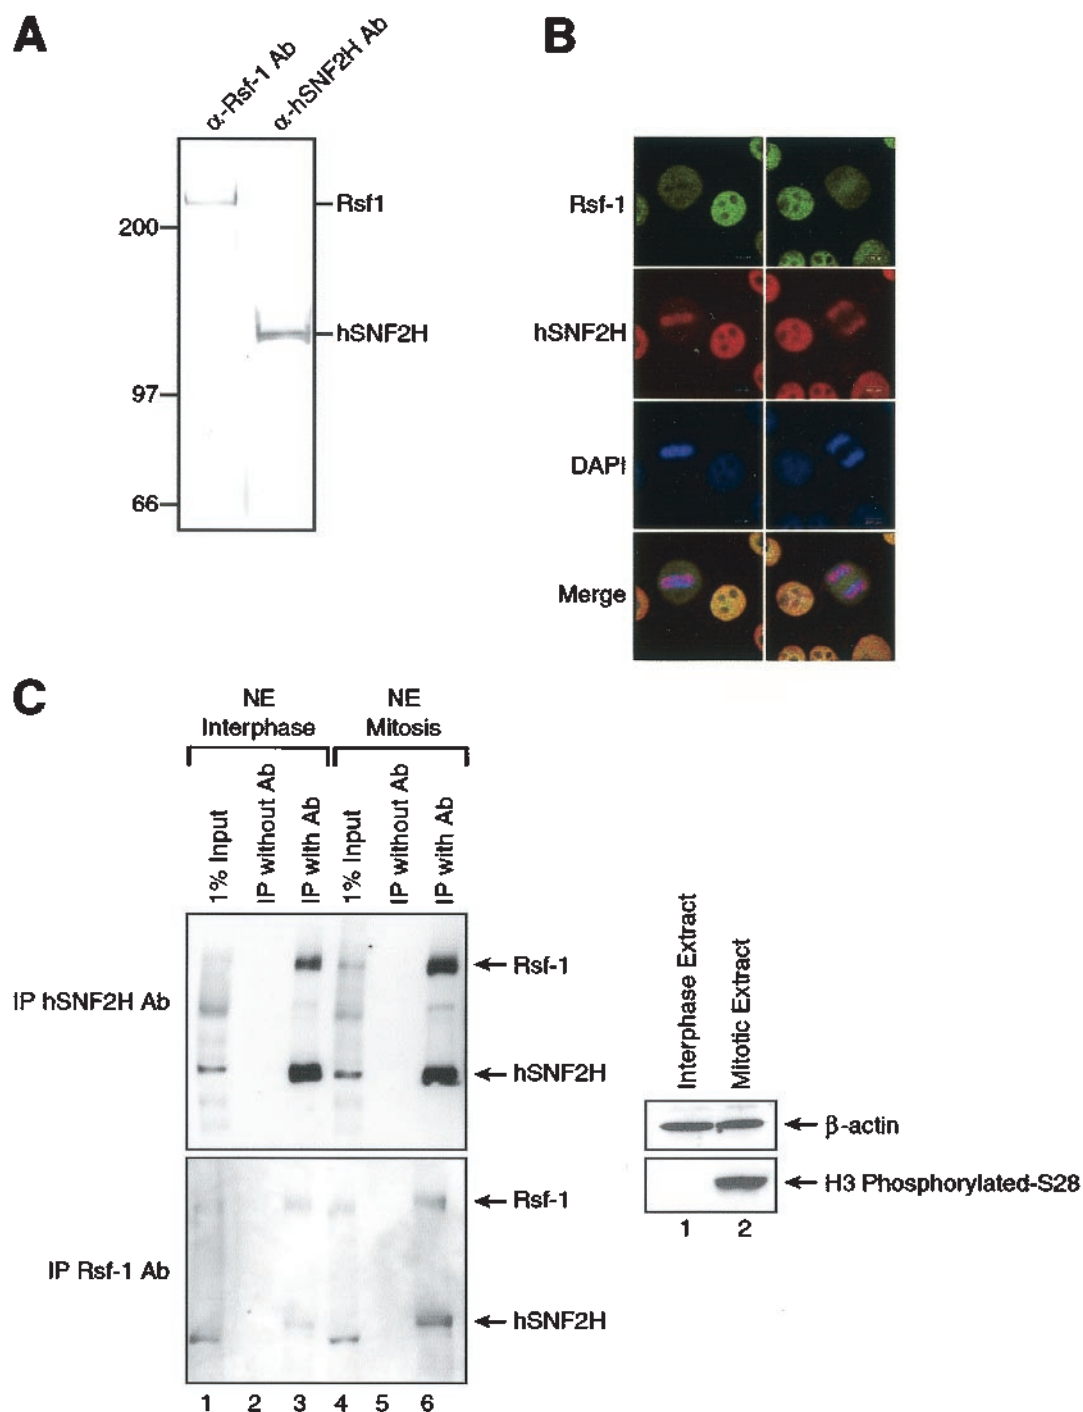 A
α-Rsf-1 Ab
α-hSNF2H Ab
Rsf1
200
hSNF2H
97
66
B
Rsf-1
hSNF2H
DAPI
Merge
C
NE
Interphase
NE
Mitosis
1% Input
IP without Ab
IP with Ab
1% Input
IP without Ab
IP with Ab
IP hSNF2H Ab
Rsf-1
hSNF2H
IP Rsf-1 Ab
Rsf-1
hSNF2H
1 2 3 4 5 6
Interphase Extract
Mitotic Extract
β-actin
H3 Phosphorylated-S28
1 2